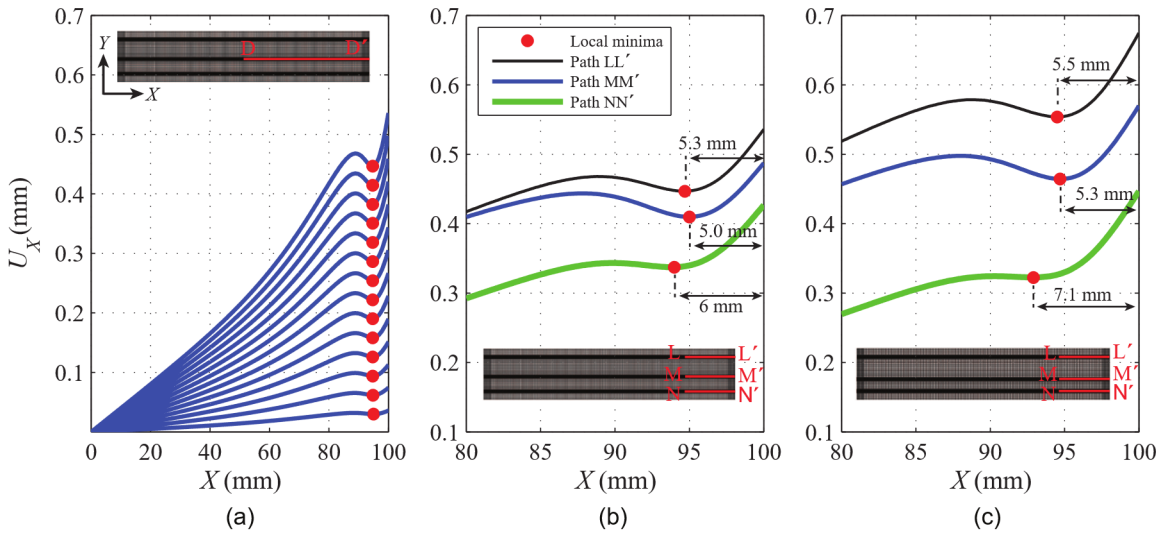 0.7
0.6
0.5
0.4
0.3
0.2
0.1
U_X (mm)
Y
X
D
D′
0
20
40
60
80
100
X (mm)
(a)
0.7
0.6
0.5
0.4
0.3
0.2
0.1
Local minima
Path LL′
Path MM′
Path NN′
5.3 mm
5.0 mm
6 mm
L
L′
M
M′
N
N′
80
85
90
95
100
X (mm)
(b)
0.7
0.6
0.5
0.4
0.3
0.2
0.1
5.5 mm
5.3 mm
7.1 mm
L
L′
M
M′
N
N′
80
85
90
95
100
X (mm)
(c)